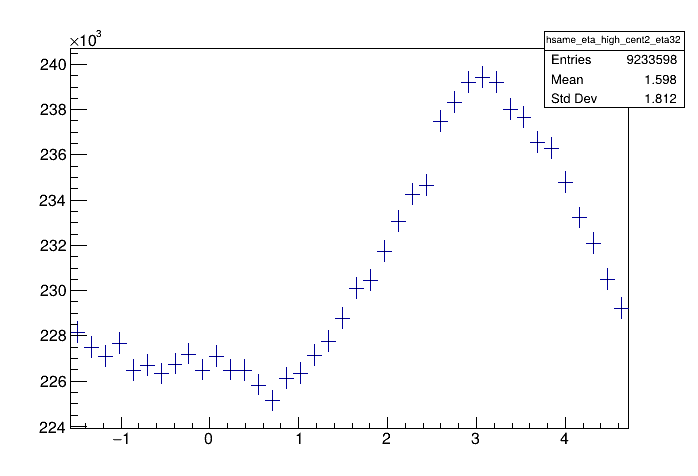 ×10³
hsame_eta_high_cent2_eta32
Entries 9233598
Mean 1.598
Std Dev 1.812
240
238
236
234
232
230
228
226
224
−1 0 1 2 3 4